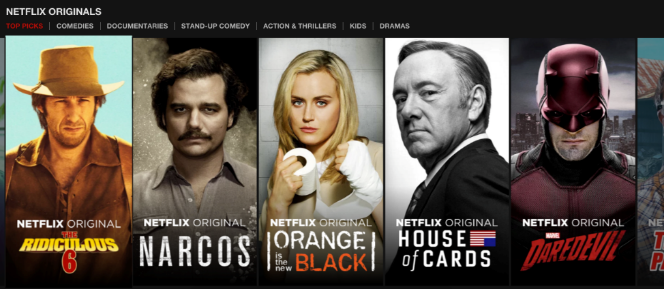 NETFLIX ORIGINALS
TOP PICKS | COMEDIES | DOCUMENTARIES | STAND-UP COMEDY | ACTION & THRILLERS | KIDS | DRAMAS
NETFLIX ORIGINAL
THE
RIDICULOUS
6
NETFLIX ORIGINAL
NARCOS
NETFLIX ORIGINAL
ORANGE
is the new BLACK
NETFLIX ORIGINAL
HOUSE
of CARDS
NETFLIX ORIGINAL
MARVEL
DAREDEVIL